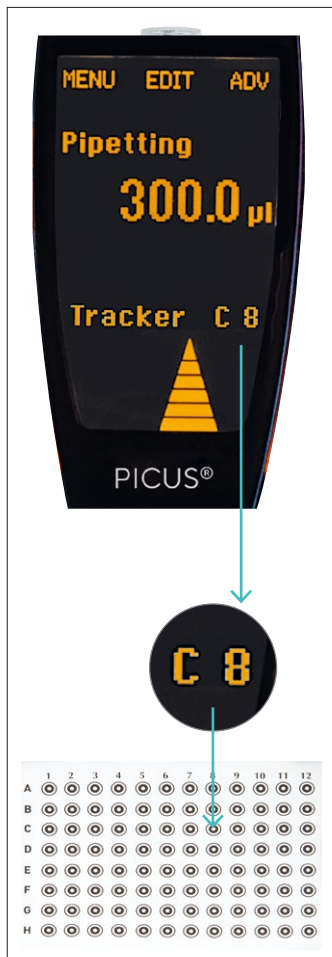 MENU EDIT ADV
Pipetting
300.0 µl
Tracker C 8
PICUS®
C 8
1 2 3 4 5 6 7 8 9 10 11 12
A
B
C
D
E
F
G
H